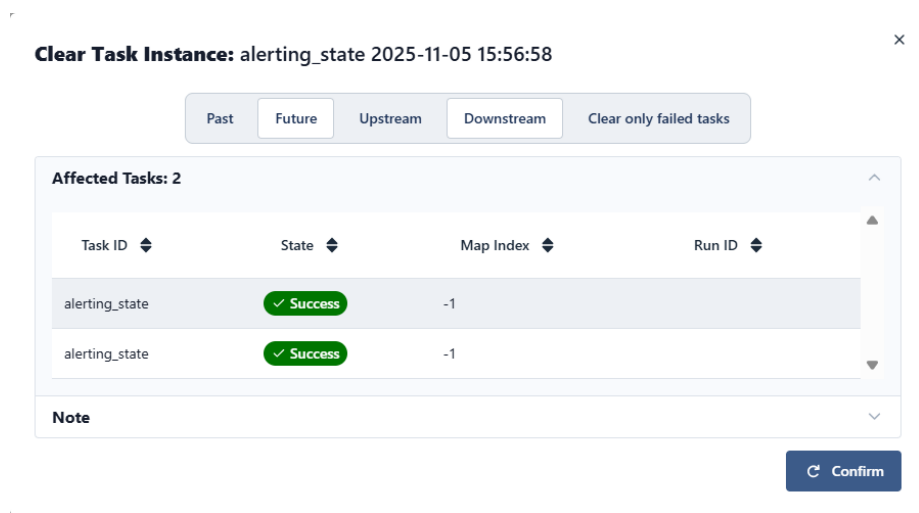 Clear Task Instance: alerting_state 2025-11-05 15:56:58
Past Future Upstream Downstream Clear only failed tasks
Affected Tasks: 2
Task ID State Map Index Run ID
alerting_state Success -1
alerting_state Success -1
Note
Confirm